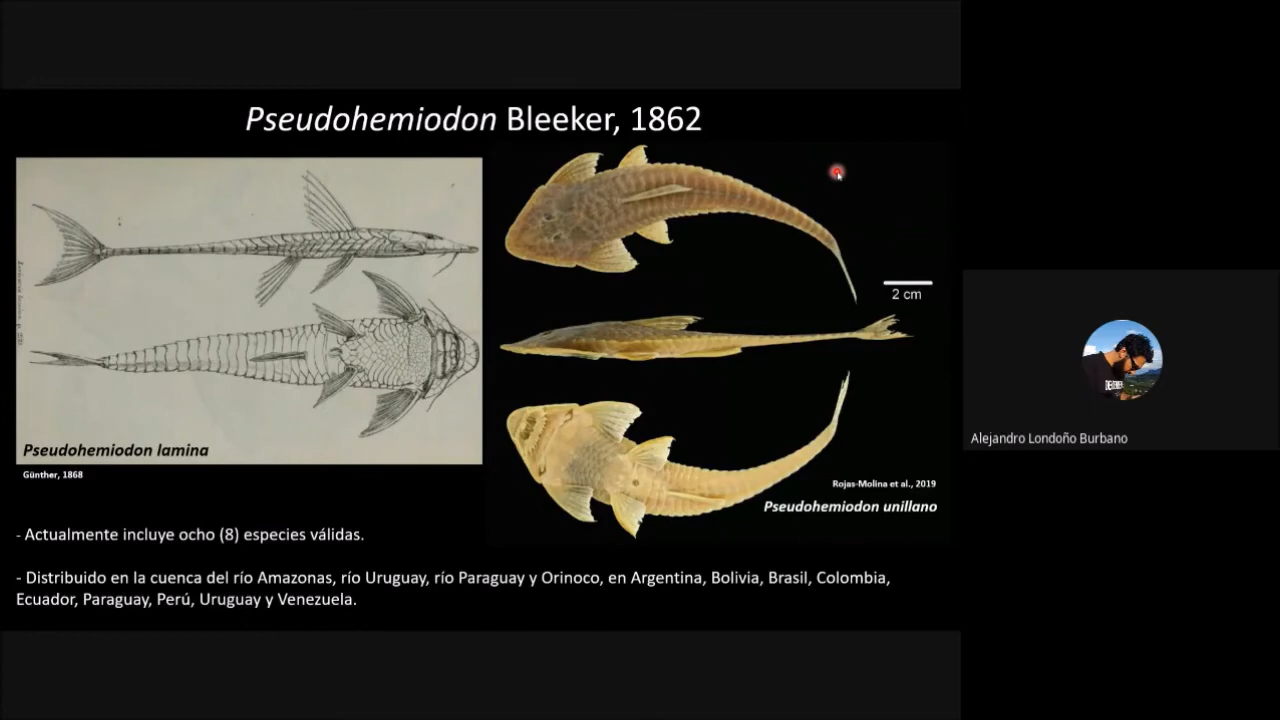 Pseudohemiodon Bleeker, 1862
2 cm
Pseudohemiodon lamina
Günther, 1868
Rojas-Molina et al., 2019
Pseudohemiodon unillano
- Actualmente incluye ocho (8) especies válidas.
- Distribuido en la cuenca del río Amazonas, río Uruguay, río Paraguay y Orinoco, en Argentina, Bolivia, Brasil, Colombia,
Ecuador, Paraguay, Perú, Uruguay y Venezuela.
Alejandro Londoño Burbano